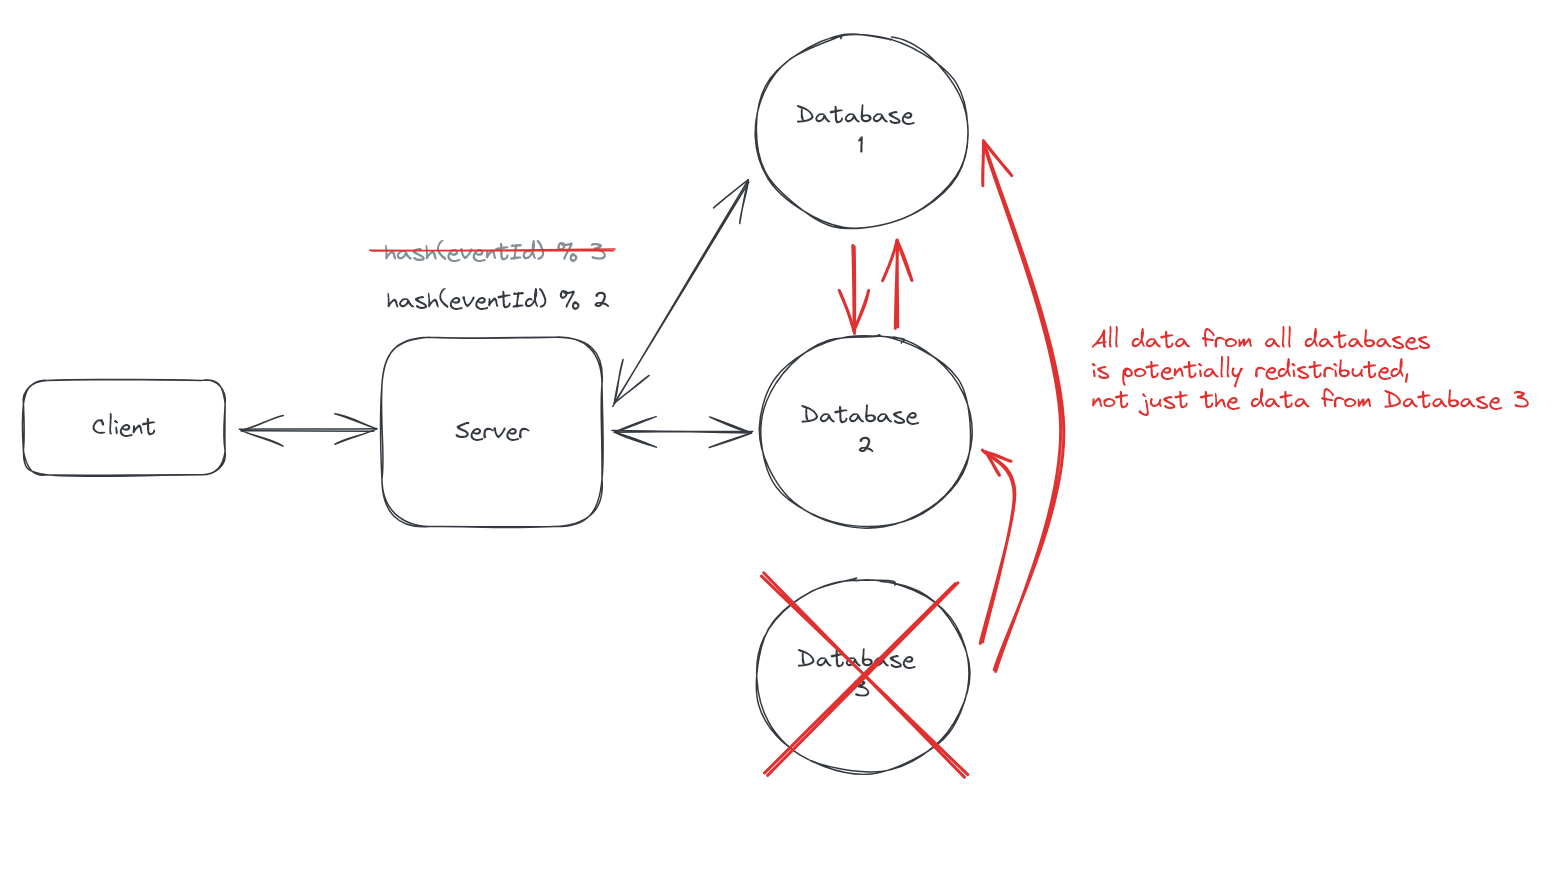 Database
1
hash(eventId) % 3
hash(eventId) % 2
Client
Server
Database
2
All data from all databases
is potentially redistributed,
not just the data from Database 3
Database
3